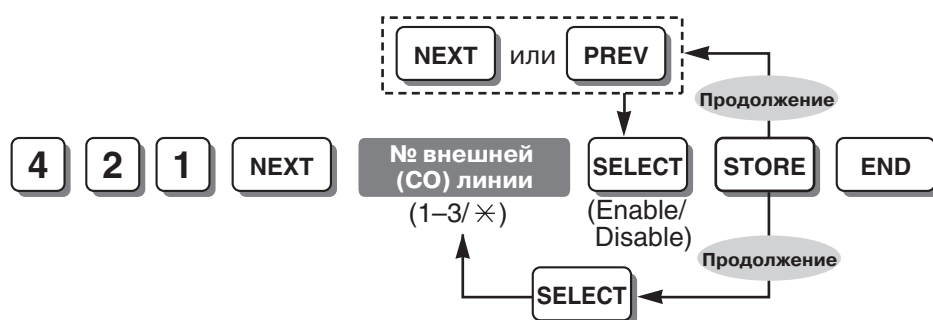 NEXT или PREV
Продолжение
4 2 1 NEXT № внешней (CO) линии SELECT STORE END
(1–3/✳) (Enable/Disable)
Продолжение
SELECT